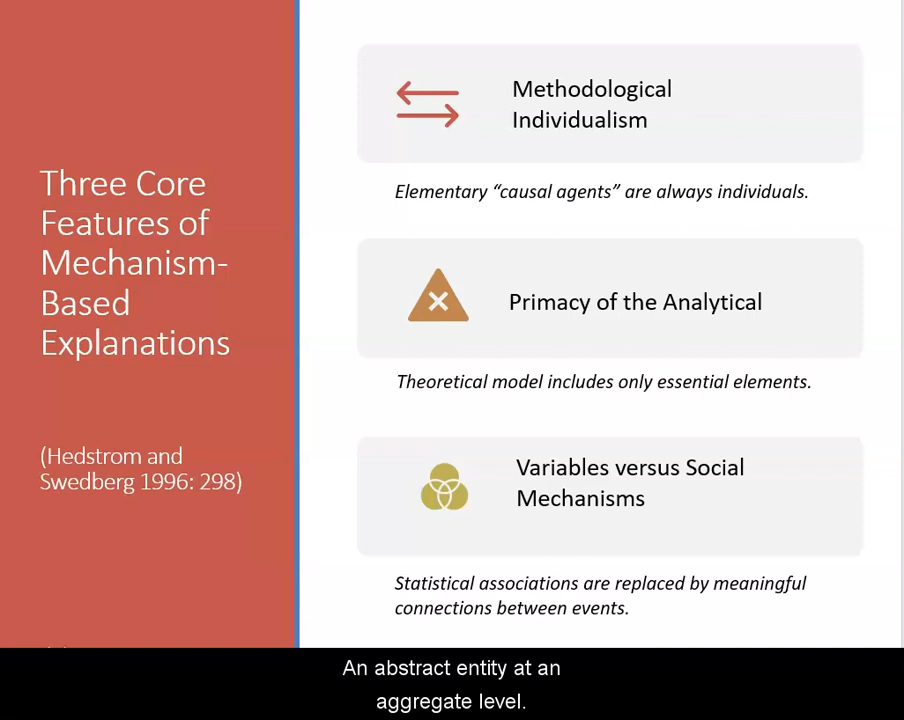 Three Core
Features of
Mechanism-
Based
Explanations
(Hedstrom and
Swedberg 1996: 298)
Methodological
Individualism
Elementary “causal agents” are always individuals.
Primacy of the Analytical
Theoretical model includes only essential elements.
Variables versus Social
Mechanisms
Statistical associations are replaced by meaningful
connections between events.
An abstract entity at an
aggregate level.